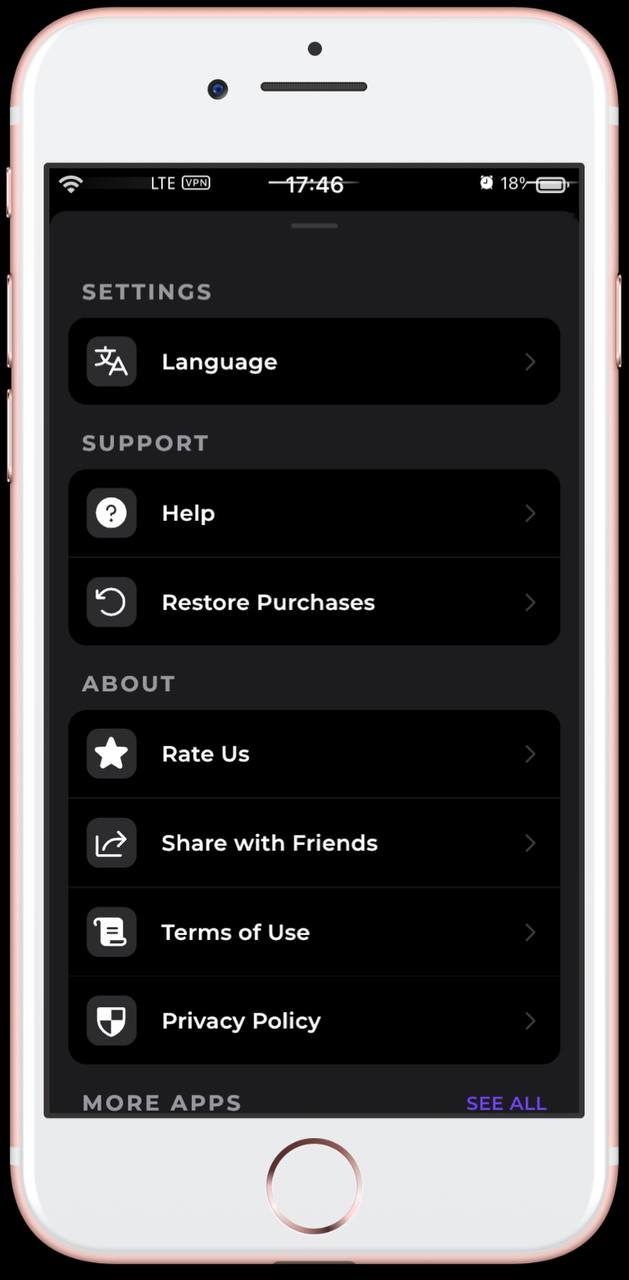 LTE VPN 17:46 18%
SETTINGS
Language
SUPPORT
Help
Restore Purchases
ABOUT
Rate Us
Share with Friends
Terms of Use
Privacy Policy
MORE APPS SEE ALL